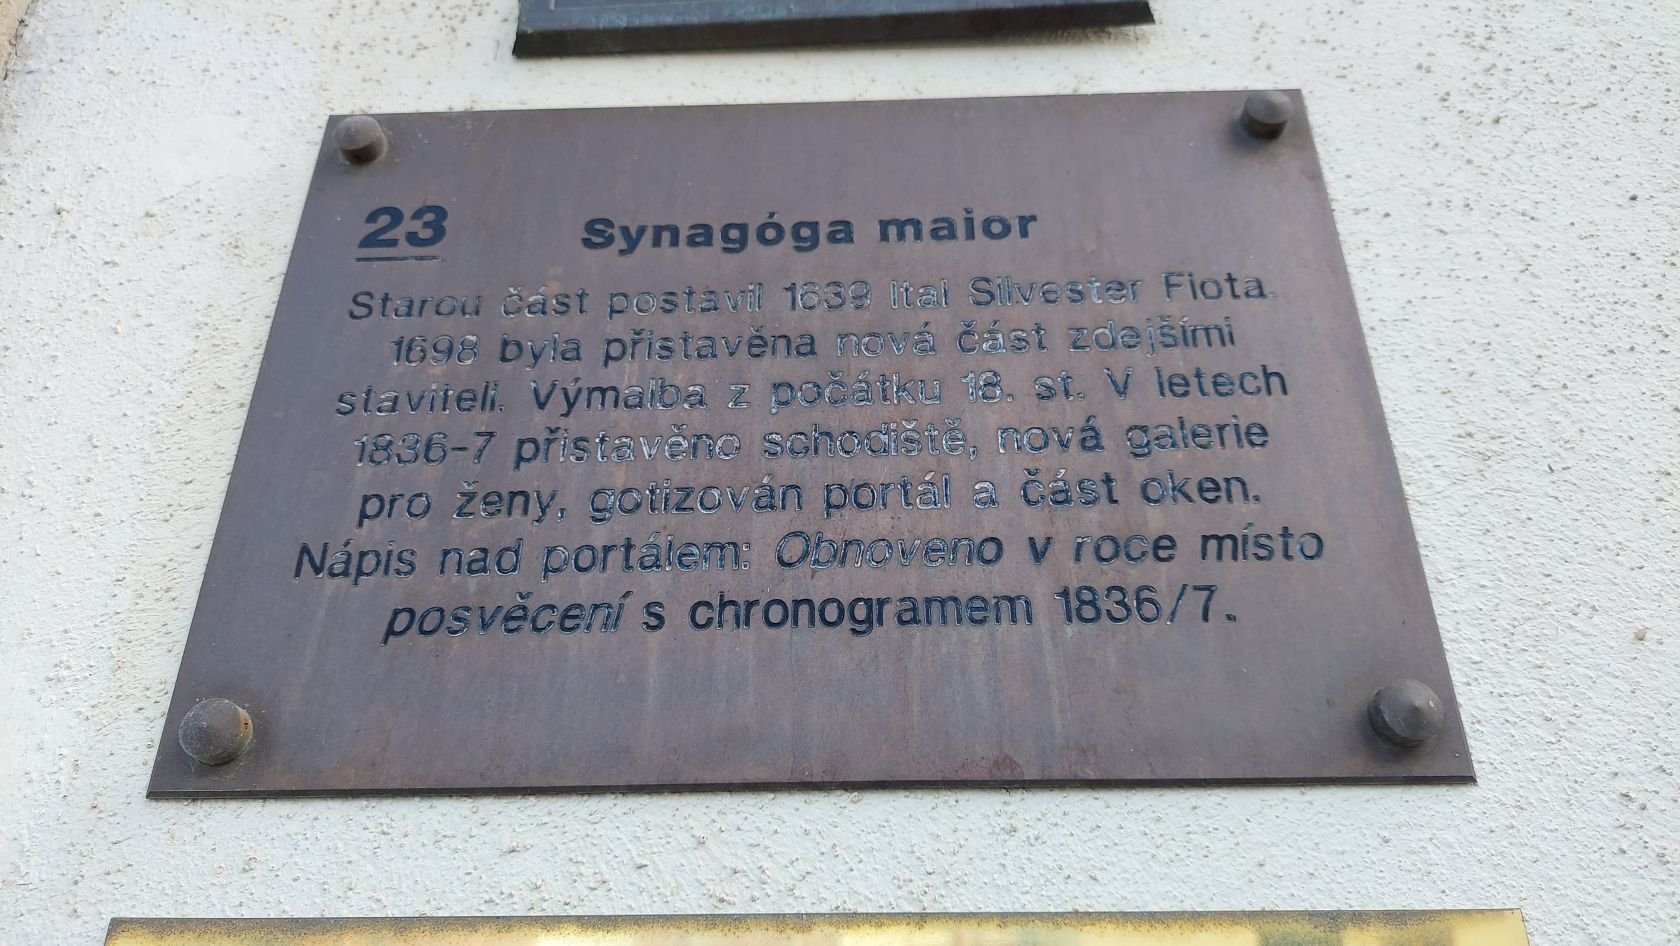 23 Synagóga maior
Starou část postavil 1639 Ital Silvester Fiota.
1698 byla přistavěna nová část zdejšími
staviteli. Výmalba z počátku 18. st. V letech
1836-7 přistavěno schodiště, nová galerie
pro ženy, gotizován portál a část oken.
Nápis nad portálem: Obnoveno v roce místo
posvěcení s chronogramem 1836/7.